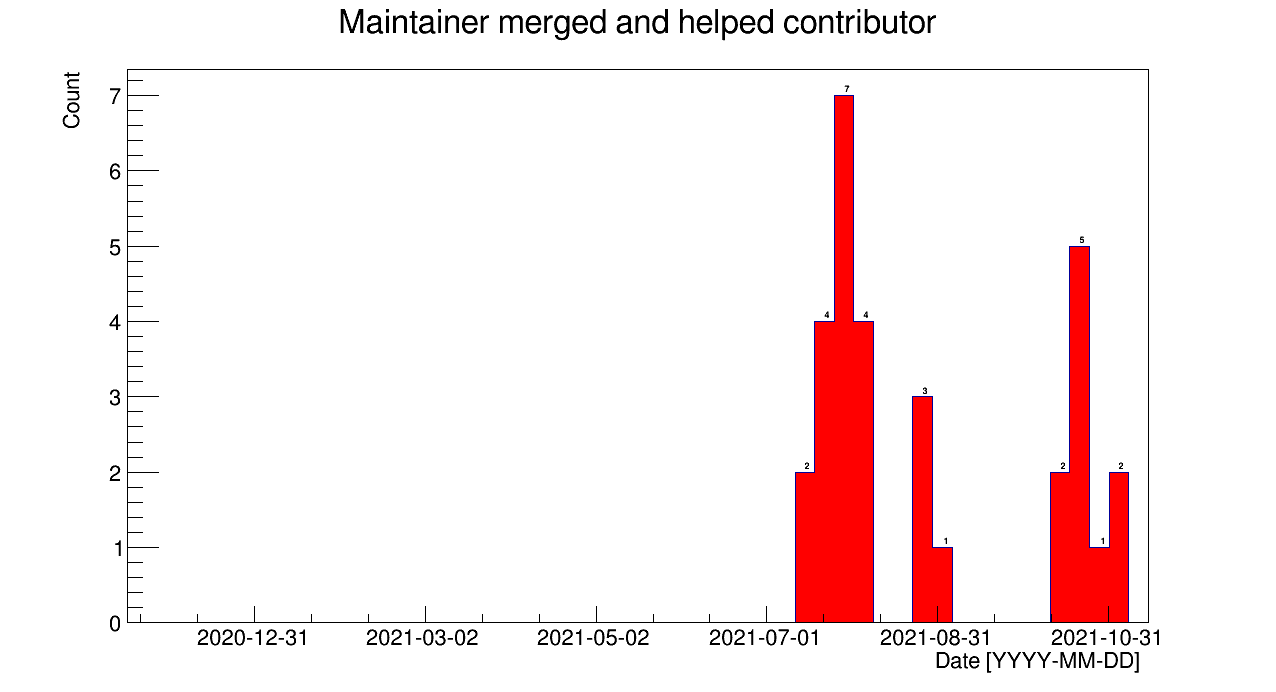 Maintainer merged and helped contributor
Count
7
6
5
4
3
2
1
0
2 4 7 4 3 1 2 5 1 2
2020-12-31 2021-03-02 2021-05-02 2021-07-01 2021-08-31 2021-10-31
Date [YYYY-MM-DD]